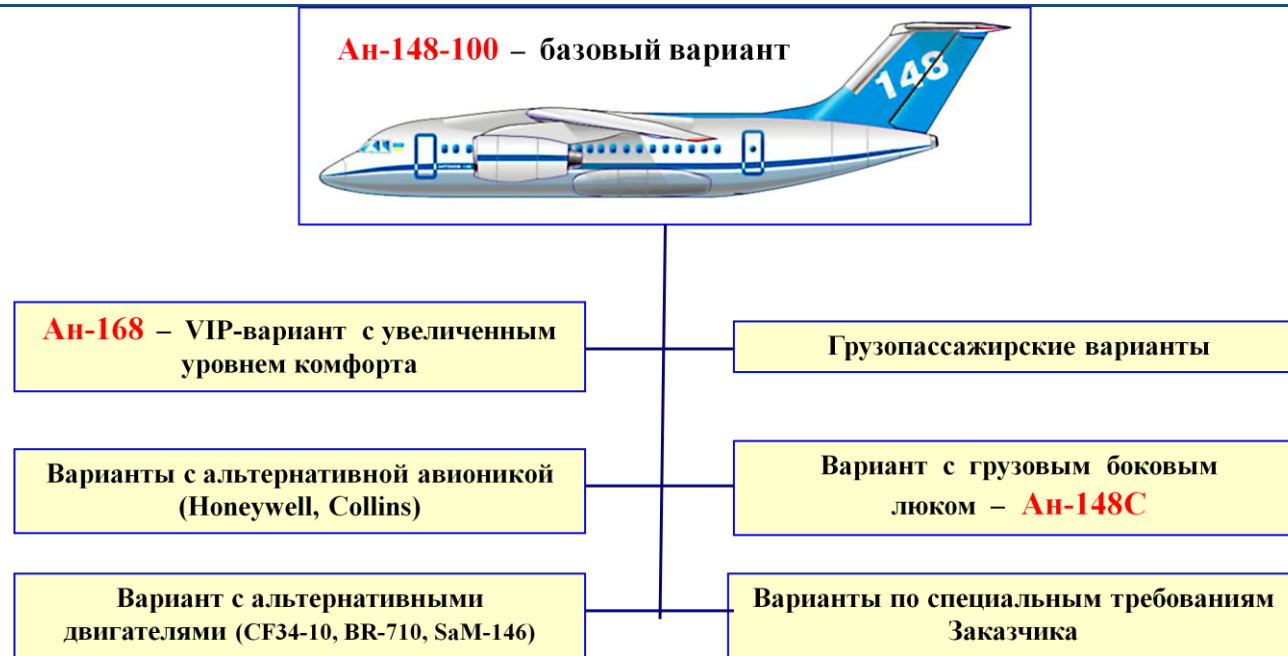 Ан-148-100 – базовый вариант
148
Ан-168 – VIP-вариант с увеличенным
уровнем комфорта
Грузопассажирские варианты
Варианты с альтернативной авионикой
(Honeywell, Collins)
Вариант с грузовым боковым
люком – Ан-148С
Вариант с альтернативными
двигателями (CF34-10, BR-710, SaM-146)
Варианты по специальным требованиям
Заказчика